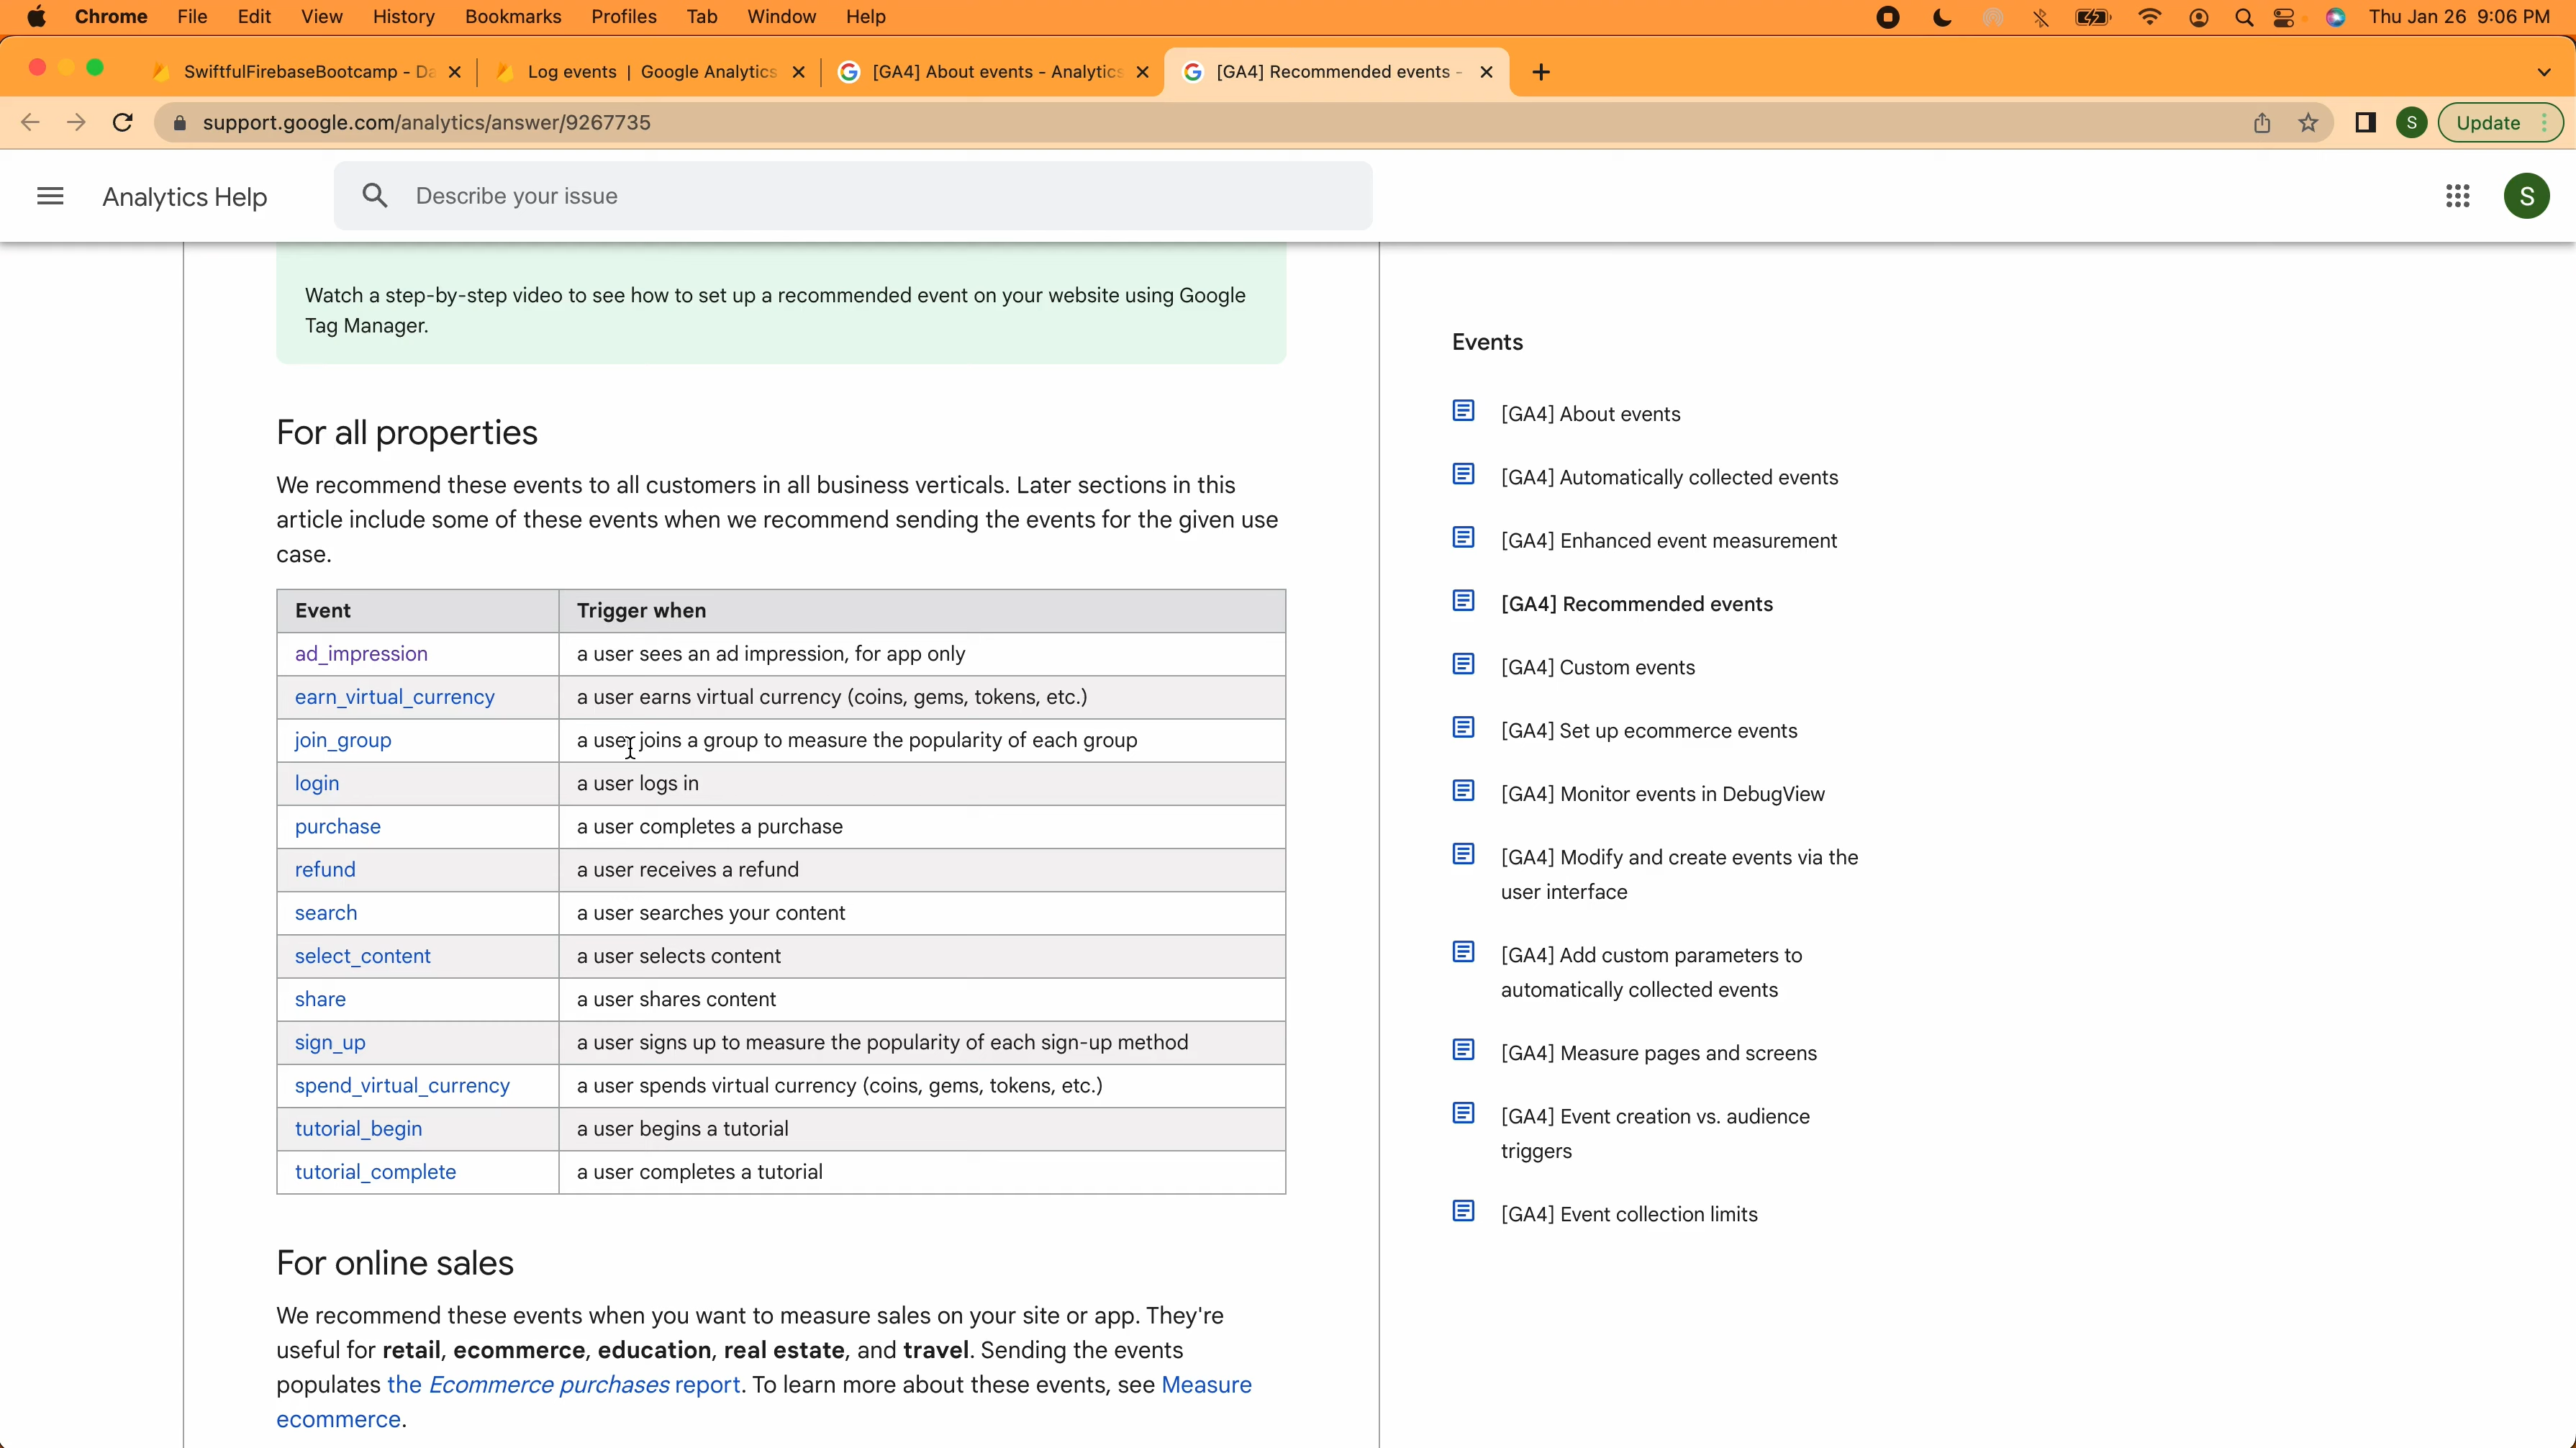 Chrome File Edit View History Bookmarks Profiles Tab Window Help Thu Jan 26 9:06 PM
SwiftfulFirebaseBootcamp - Da Log events | Google Analytics [GA4] About events - Analytics [GA4] Recommended events -
support.google.com/analytics/answer/9267735 S Update
Analytics Help Describe your issue S
Watch a step-by-step video to see how to set up a recommended event on your website using Google
Tag Manager.
For all properties
We recommend these events to all customers in all business verticals. Later sections in this
article include some of these events when we recommend sending the events for the given use
case.
Event Trigger when
ad_impression a user sees an ad impression, for app only
earn_virtual_currency a user earns virtual currency (coins, gems, tokens, etc.)
join_group a user joins a group to measure the popularity of each group
login a user logs in
purchase a user completes a purchase
refund a user receives a refund
search a user searches your content
select_content a user selects content
share a user shares content
sign_up a user signs up to measure the popularity of each sign-up method
spend_virtual_currency a user spends virtual currency (coins, gems, tokens, etc.)
tutorial_begin a user begins a tutorial
tutorial_complete a user completes a tutorial
For online sales
We recommend these events when you want to measure sales on your site or app. They're
useful for retail, ecommerce, education, real estate, and travel. Sending the events
populates the Ecommerce purchases report. To learn more about these events, see Measure
ecommerce.
Events
[GA4] About events
[GA4] Automatically collected events
[GA4] Enhanced event measurement
[GA4] Recommended events
[GA4] Custom events
[GA4] Set up ecommerce events
[GA4] Monitor events in DebugView
[GA4] Modify and create events via the
user interface
[GA4] Add custom parameters to
automatically collected events
[GA4] Measure pages and screens
[GA4] Event creation vs. audience
triggers
[GA4] Event collection limits